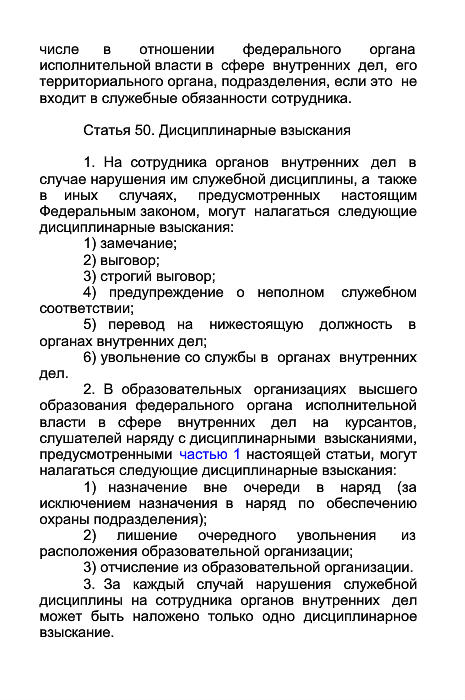 числе в отношении федерального органа
исполнительной власти в сфере внутренних дел, его
территориального органа, подразделения, если это не
входит в служебные обязанности сотрудника.
Статья 50. Дисциплинарные взыскания
1. На сотрудника органов внутренних дел в
случае нарушения им служебной дисциплины, а также
в иных случаях, предусмотренных настоящим
Федеральным законом, могут налагаться следующие
дисциплинарные взыскания:
1) замечание;
2) выговор;
3) строгий выговор;
4) предупреждение о неполном служебном
соответствии;
5) перевод на нижестоящую должность в
органах внутренних дел;
6) увольнение со службы в органах внутренних
дел.
2. В образовательных организациях высшего
образования федерального органа исполнительной
власти в сфере внутренних дел на курсантов,
слушателей наряду с дисциплинарными взысканиями,
предусмотренными частью 1 настоящей статьи, могут
налагаться следующие дисциплинарные взыскания:
1) назначение вне очереди в наряд (за
исключением назначения в наряд по обеспечению
охраны подразделения);
2) лишение очередного увольнения из
расположения образовательной организации;
3) отчисление из образовательной организации.
3. За каждый случай нарушения служебной
дисциплины на сотрудника органов внутренних дел
может быть наложено только одно дисциплинарное
взыскание.